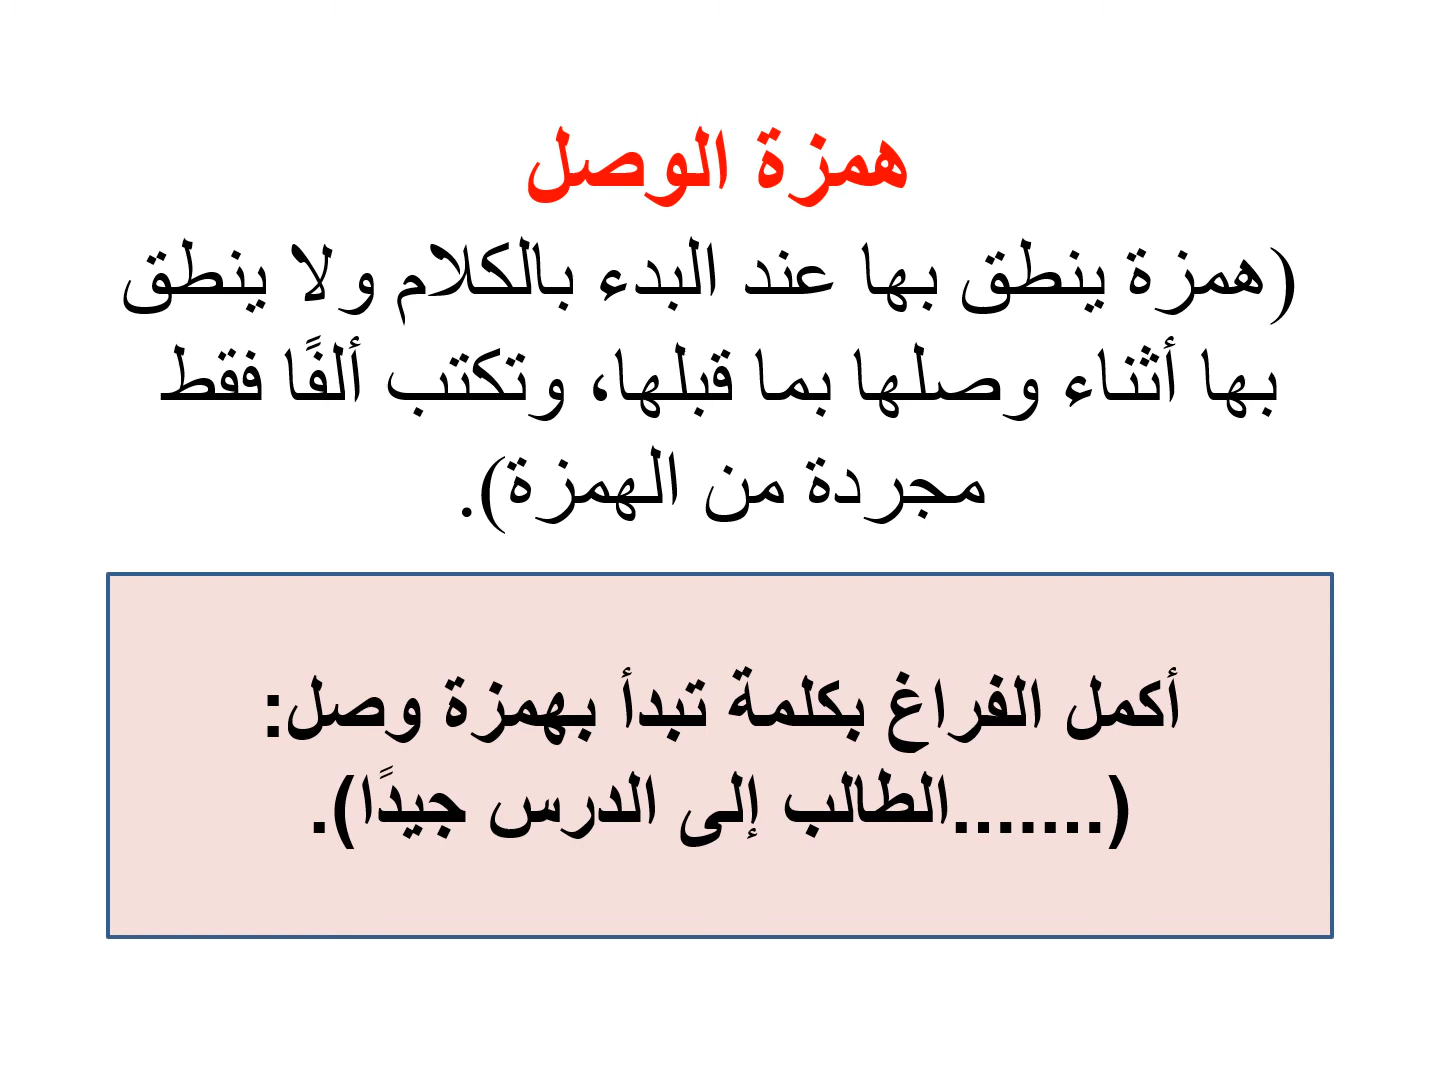 همزة الوصل
(همزة ينطق بها عند البدء بالكلام ولا ينطق
بها أثناء وصلها بما قبلها، وتكتب ألفًا فقط
مجردة من الهمزة).
أكمل الفراغ بكلمة تبدأ بهمزة وصل:
(.......الطالب إلى الدرس جيدًا).